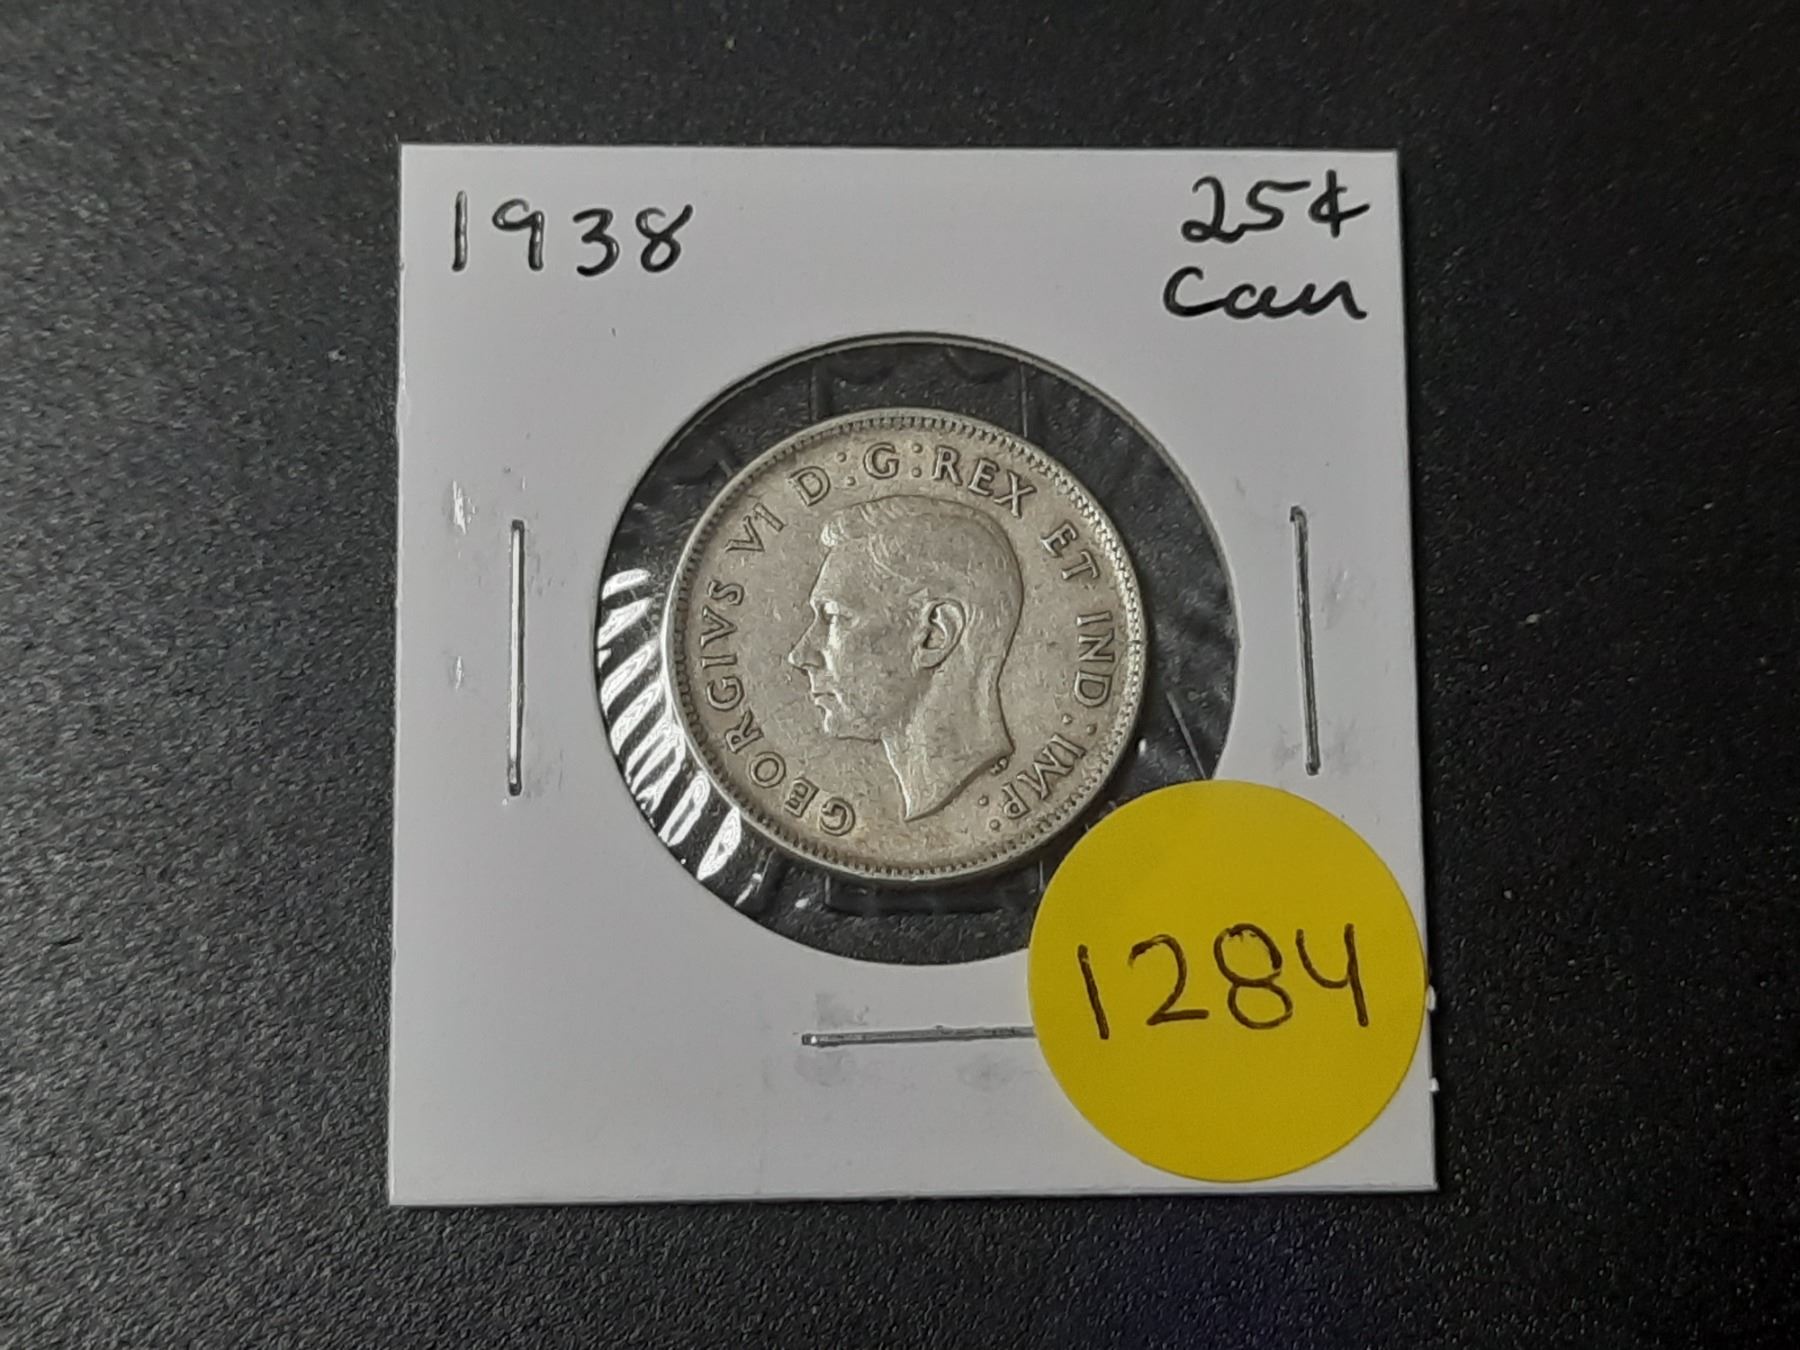 1938
25¢
Can
GEORGIVS VI D:G:REX ET IND:IMP:
1284